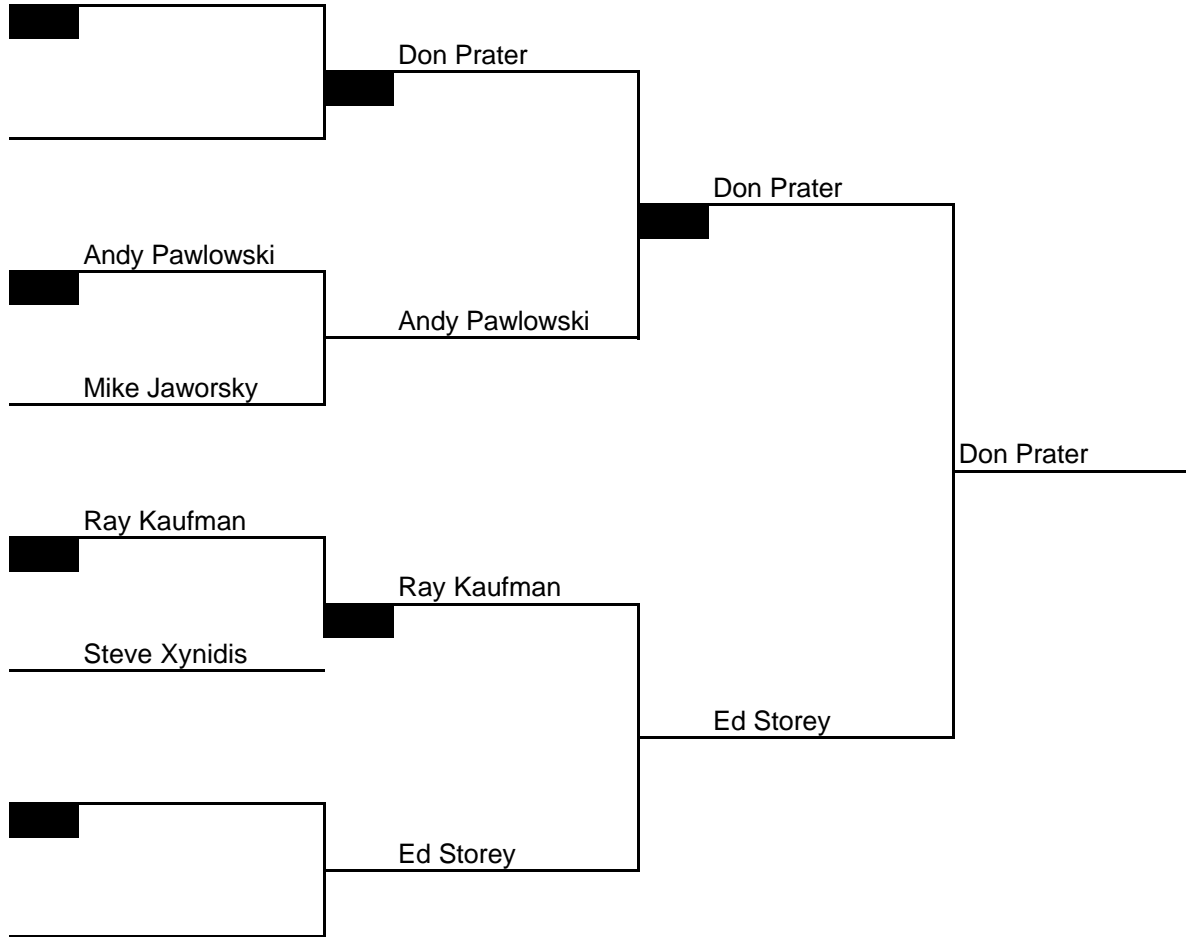 Don Prater
Don Prater
Andy Pawlowski
Andy Pawlowski
Mike Jaworsky
Don Prater
Ray Kaufman
Ray Kaufman
Steve Xynidis
Ed Storey
Ed Storey